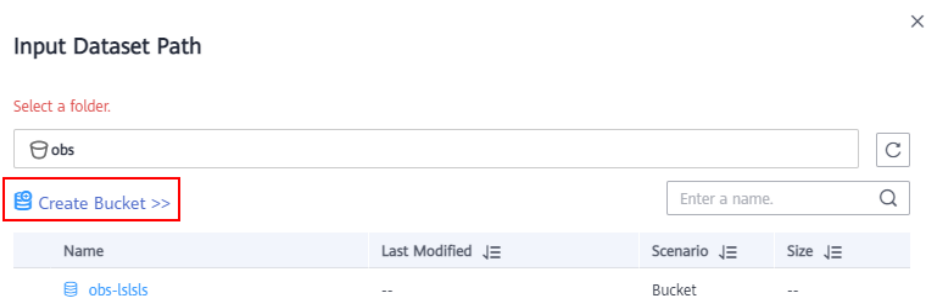 Input Dataset Path
Select a folder.
obs
Create Bucket >>
Enter a name.
Name Last Modified Scenario Size
obs-lslsls -- Bucket --